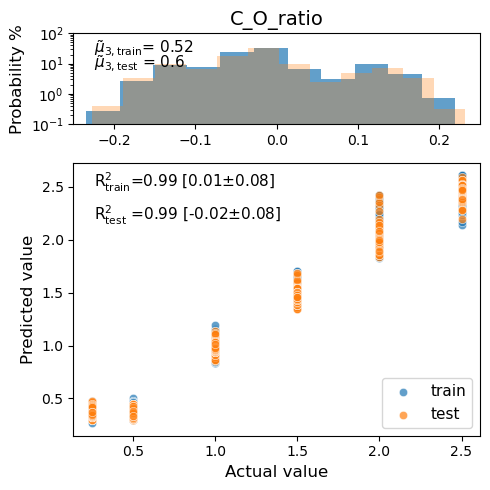 C_O_ratio
Probability %
10²
10¹
10⁰
10⁻¹
μ̃₃,train= 0.52
μ̃₃,test = 0.6
−0.2 −0.1 0.0 0.1 0.2
R²train=0.99 [0.01±0.08]
R²test =0.99 [-0.02±0.08]
Predicted value
2.5
2.0
1.5
1.0
0.5
train
test
0.5 1.0 1.5 2.0 2.5
Actual value